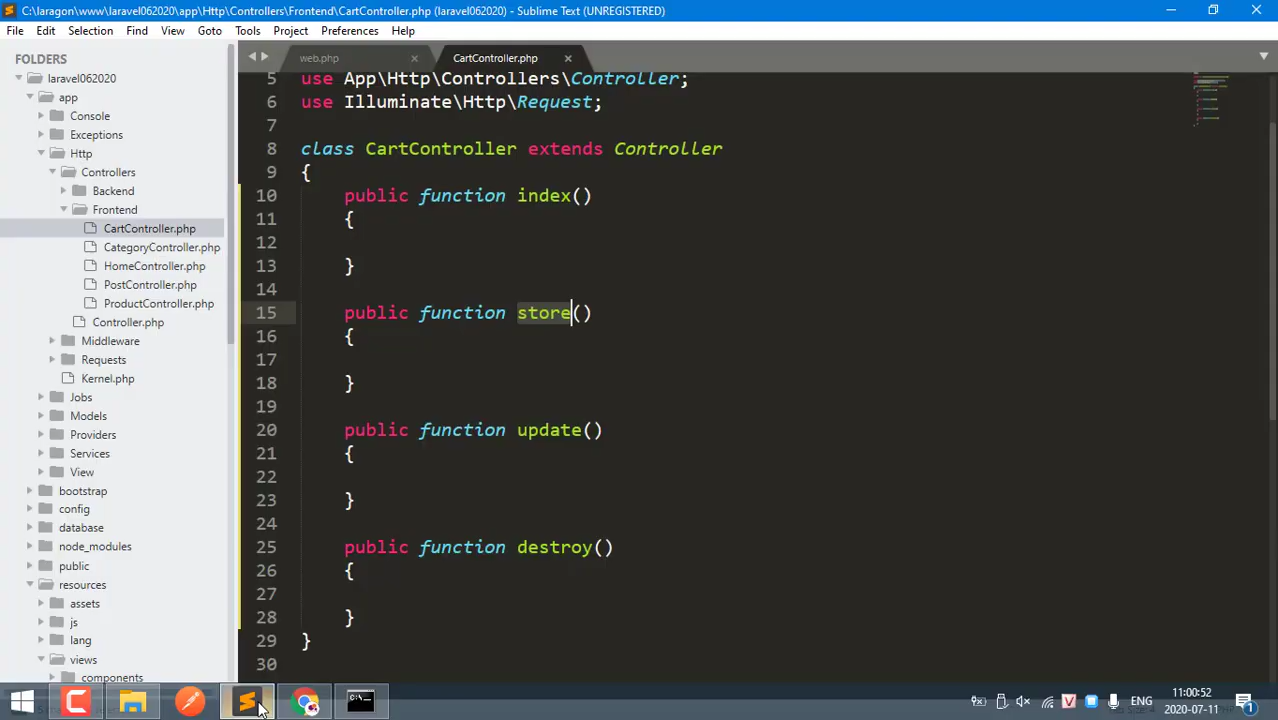 C:\laragon\www\laravel062020\app\Http\Controllers\Frontend\CartController.php (laravel062020) - Sublime Text (UNREGISTERED)
File Edit Selection Find View Goto Tools Project Preferences Help
FOLDERS
laravel062020
app
Console
Exceptions
Http
Controllers
Backend
Frontend
CartController.php
CategoryController.php
HomeController.php
PostController.php
ProductController.php
Controller.php
Middleware
Requests
Kernel.php
Jobs
Models
Providers
Services
View
bootstrap
config
database
node_modules
public
resources
assets
js
lang
views
components
web.php CartController.php
5 use App\Http\Controllers\Controller;
6 use Illuminate\Http\Request;
7
8 class CartController extends Controller
9 {
10 public function index()
11 {
12
13 }
14
15 public function store()
16 {
17
18 }
19
20 public function update()
21 {
22
23 }
24
25 public function destroy()
26 {
27
28 }
29 }
30
ENG
11:00:52
2020-07-11